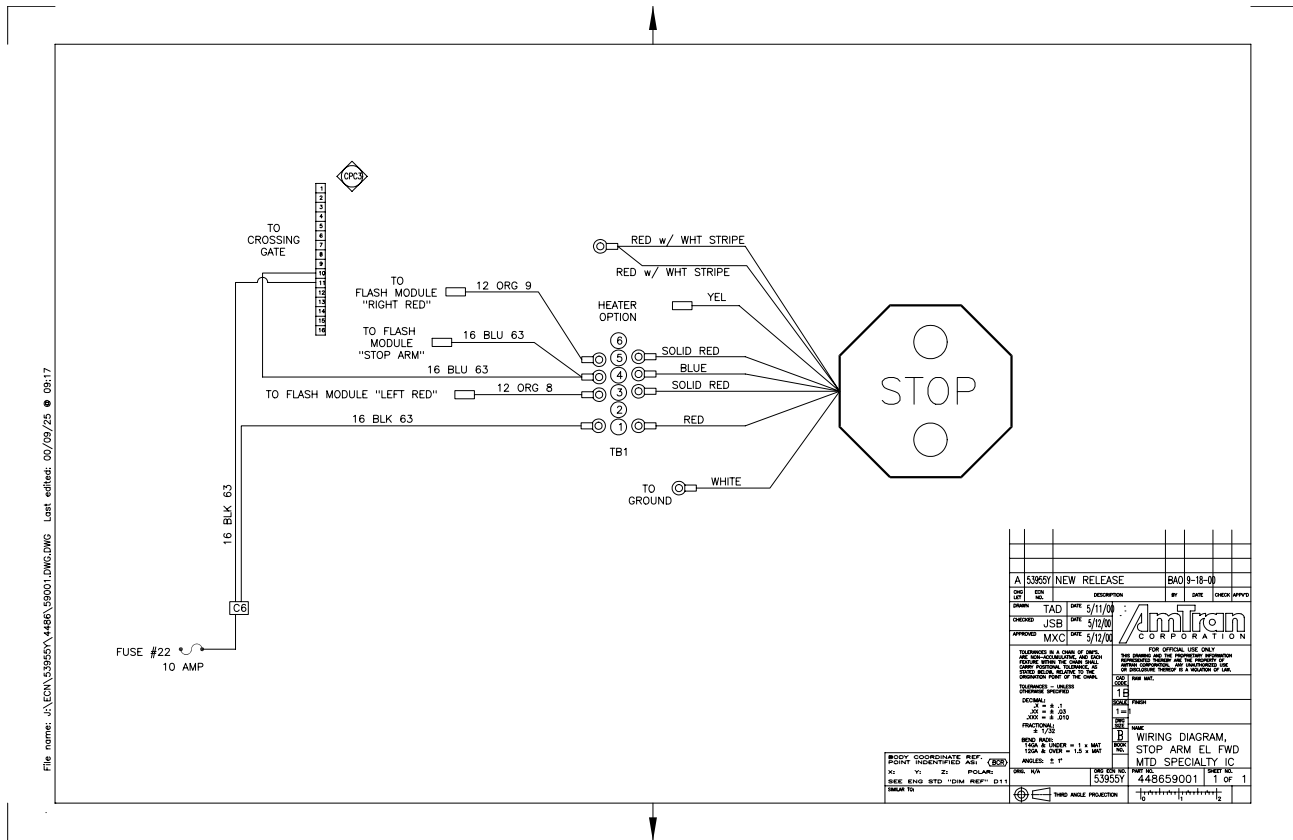 File name: J:\ECN\53955Y\4486\59001.DWG.DWG Last edited: 00/09/25 @ 09:17
CPC3
1
2
3
4
5
6
7
8
9
10
11
12
13
14
15
16
TO
CROSSING
GATE
TO
FLASH MODULE
"RIGHT RED"
12 ORG 9
TO FLASH
MODULE
"STOP ARM"
16 BLU 63
16 BLU 63
TO FLASH MODULE "LEFT RED"
12 ORG 8
16 BLK 63
16 BLK 63
C6
FUSE #22
10 AMP
RED w/ WHT STRIPE
RED w/ WHT STRIPE
HEATER
OPTION
YEL
6
5
4
3
2
1
TB1
SOLID RED
BLUE
SOLID RED
RED
TO
GROUND
WHITE
STOP
A 53955Y NEW RELEASE BAO 9-18-00
CHG LET ECN NO. DESCRIPTION BY DATE CHECK APPV'D
DRAWN TAD DATE 5/11/00
CHECKED JSB DATE 5/12/00
APPROVED MXC DATE 5/12/00
AmTran
CORPORATION
FOR OFFICIAL USE ONLY
THIS DRAWING AND THE PROPRIETARY INFORMATION
REPRESENTED THEREBY ARE THE PROPERTY OF
AMTRAN CORPORATION. ANY UNAUTHORIZED USE
OR DISCLOSURE THEREOF IS A VIOLATION OF LAW.
TOLERANCES IN A CHAIN OF DIM'S.
ARE NON-ACCUMULATIVE, AND EACH
FEATURE WITHIN THE CHAIN SHALL
CARRY POSITIONAL TOLERANCE, AS
STATED BELOW, RELATIVE TO THE
ORIGINATION POINT OF THE CHAIN.
TOLERANCES - UNLESS
OTHERWISE SPECIFIED
DECIMAL:
.X = ± .1
.XX = ± .03
.XXX = ± .010
FRACTIONAL:
± 1/32
BEND RADII:
14GA & UNDER = 1 x MAT
12GA & OVER = 1.5 x MAT
ANGLES: ± 1°
CAD CODE 1B
RAW MAT.
SCALE 1=1
FINISH
DWG SIZE B
BOOK NO.
NAME
WIRING DIAGRAM,
STOP ARM EL FWD
MTD SPECIALTY IC
ORIG. N/A
ORG ECN NO. 53955Y
PART NO. 448659001
SHEET NO. 1 OF 1
BODY COORDINATE REF.
POINT INDENTIFIED AS: BCR
X: Y: Z: POLAR:
SEE ENG STD "DIM REF" D11
SIMILAR TO:
THIRD ANGLE PROJECTION
0 1 2